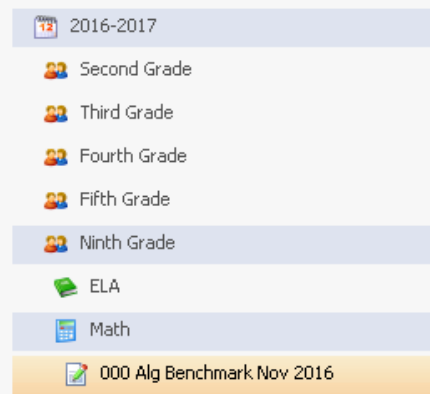 2016-2017
Second Grade
Third Grade
Fourth Grade
Fifth Grade
Ninth Grade
ELA
Math
000 Alg Benchmark Nov 2016